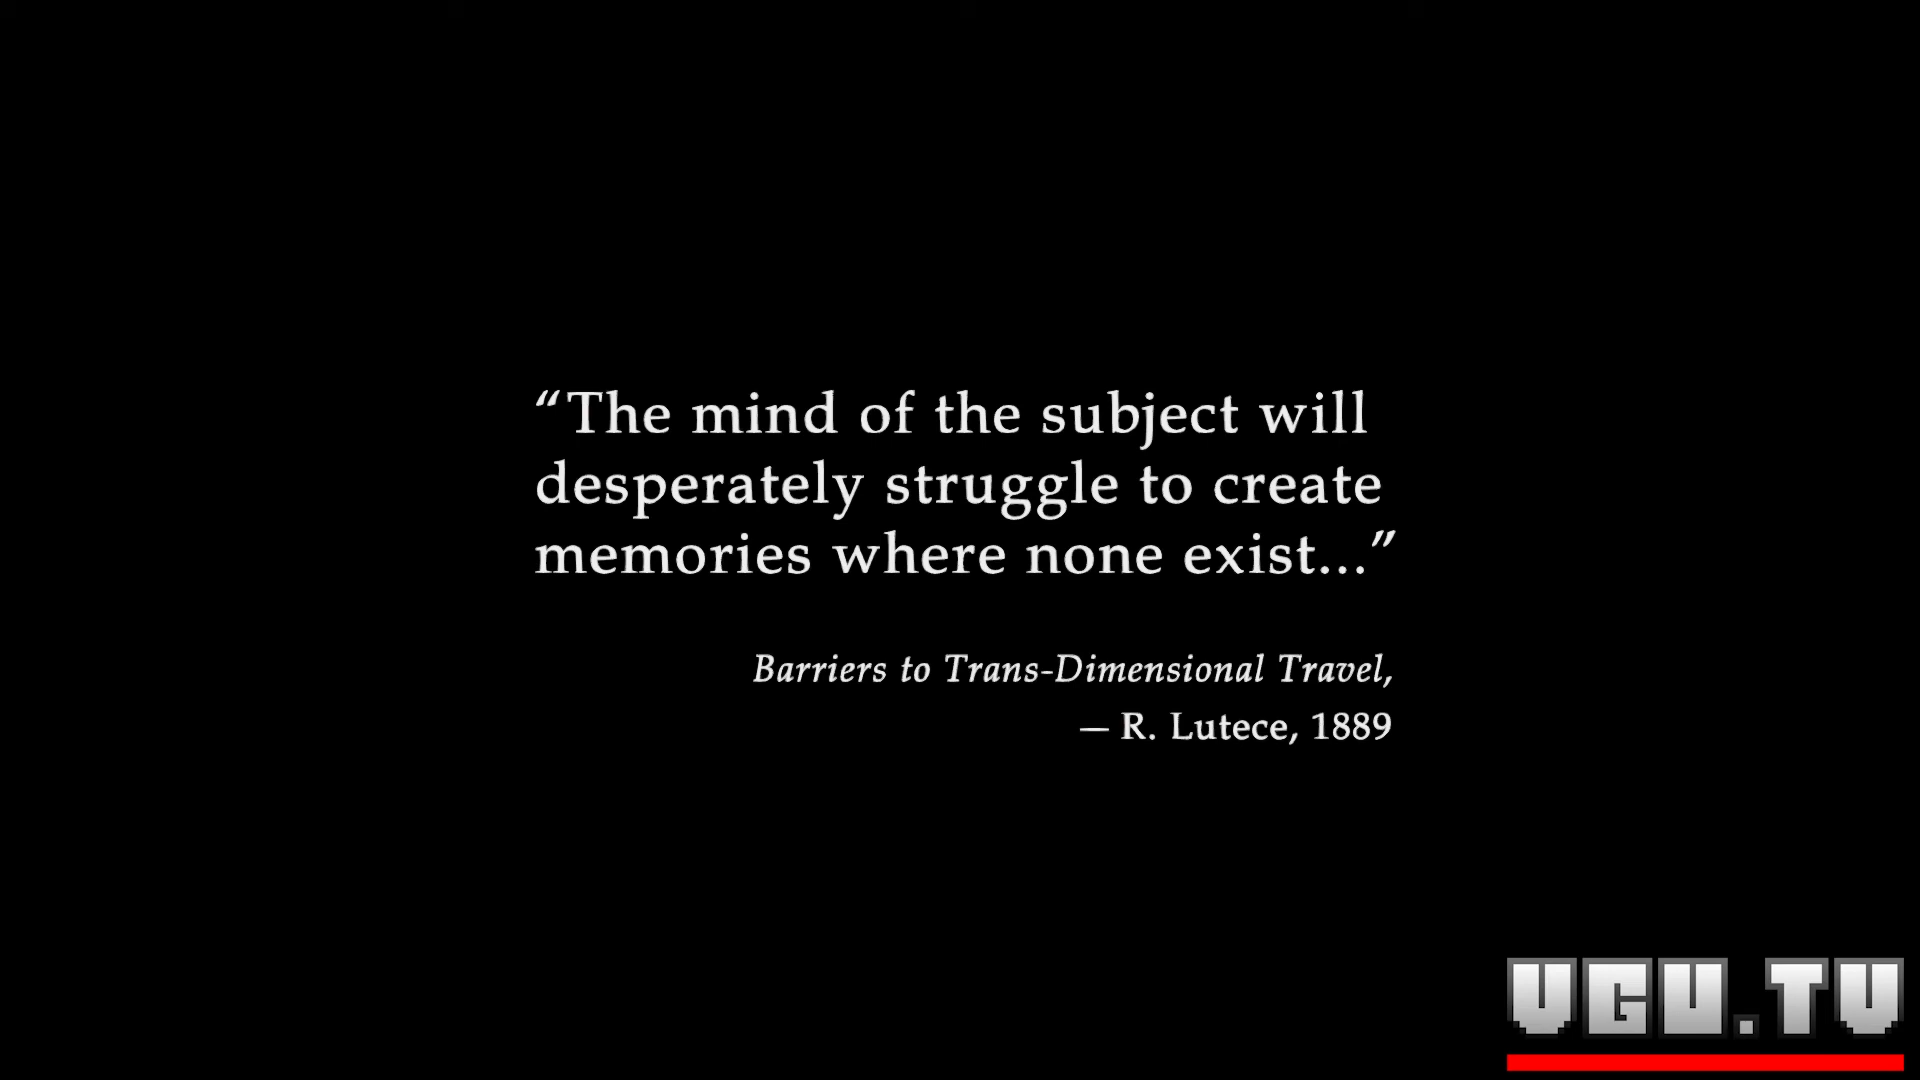 “The mind of the subject will
desperately struggle to create
memories where none exist...”
Barriers to Trans-Dimensional Travel,
— R. Lutece, 1889
VGU.TV